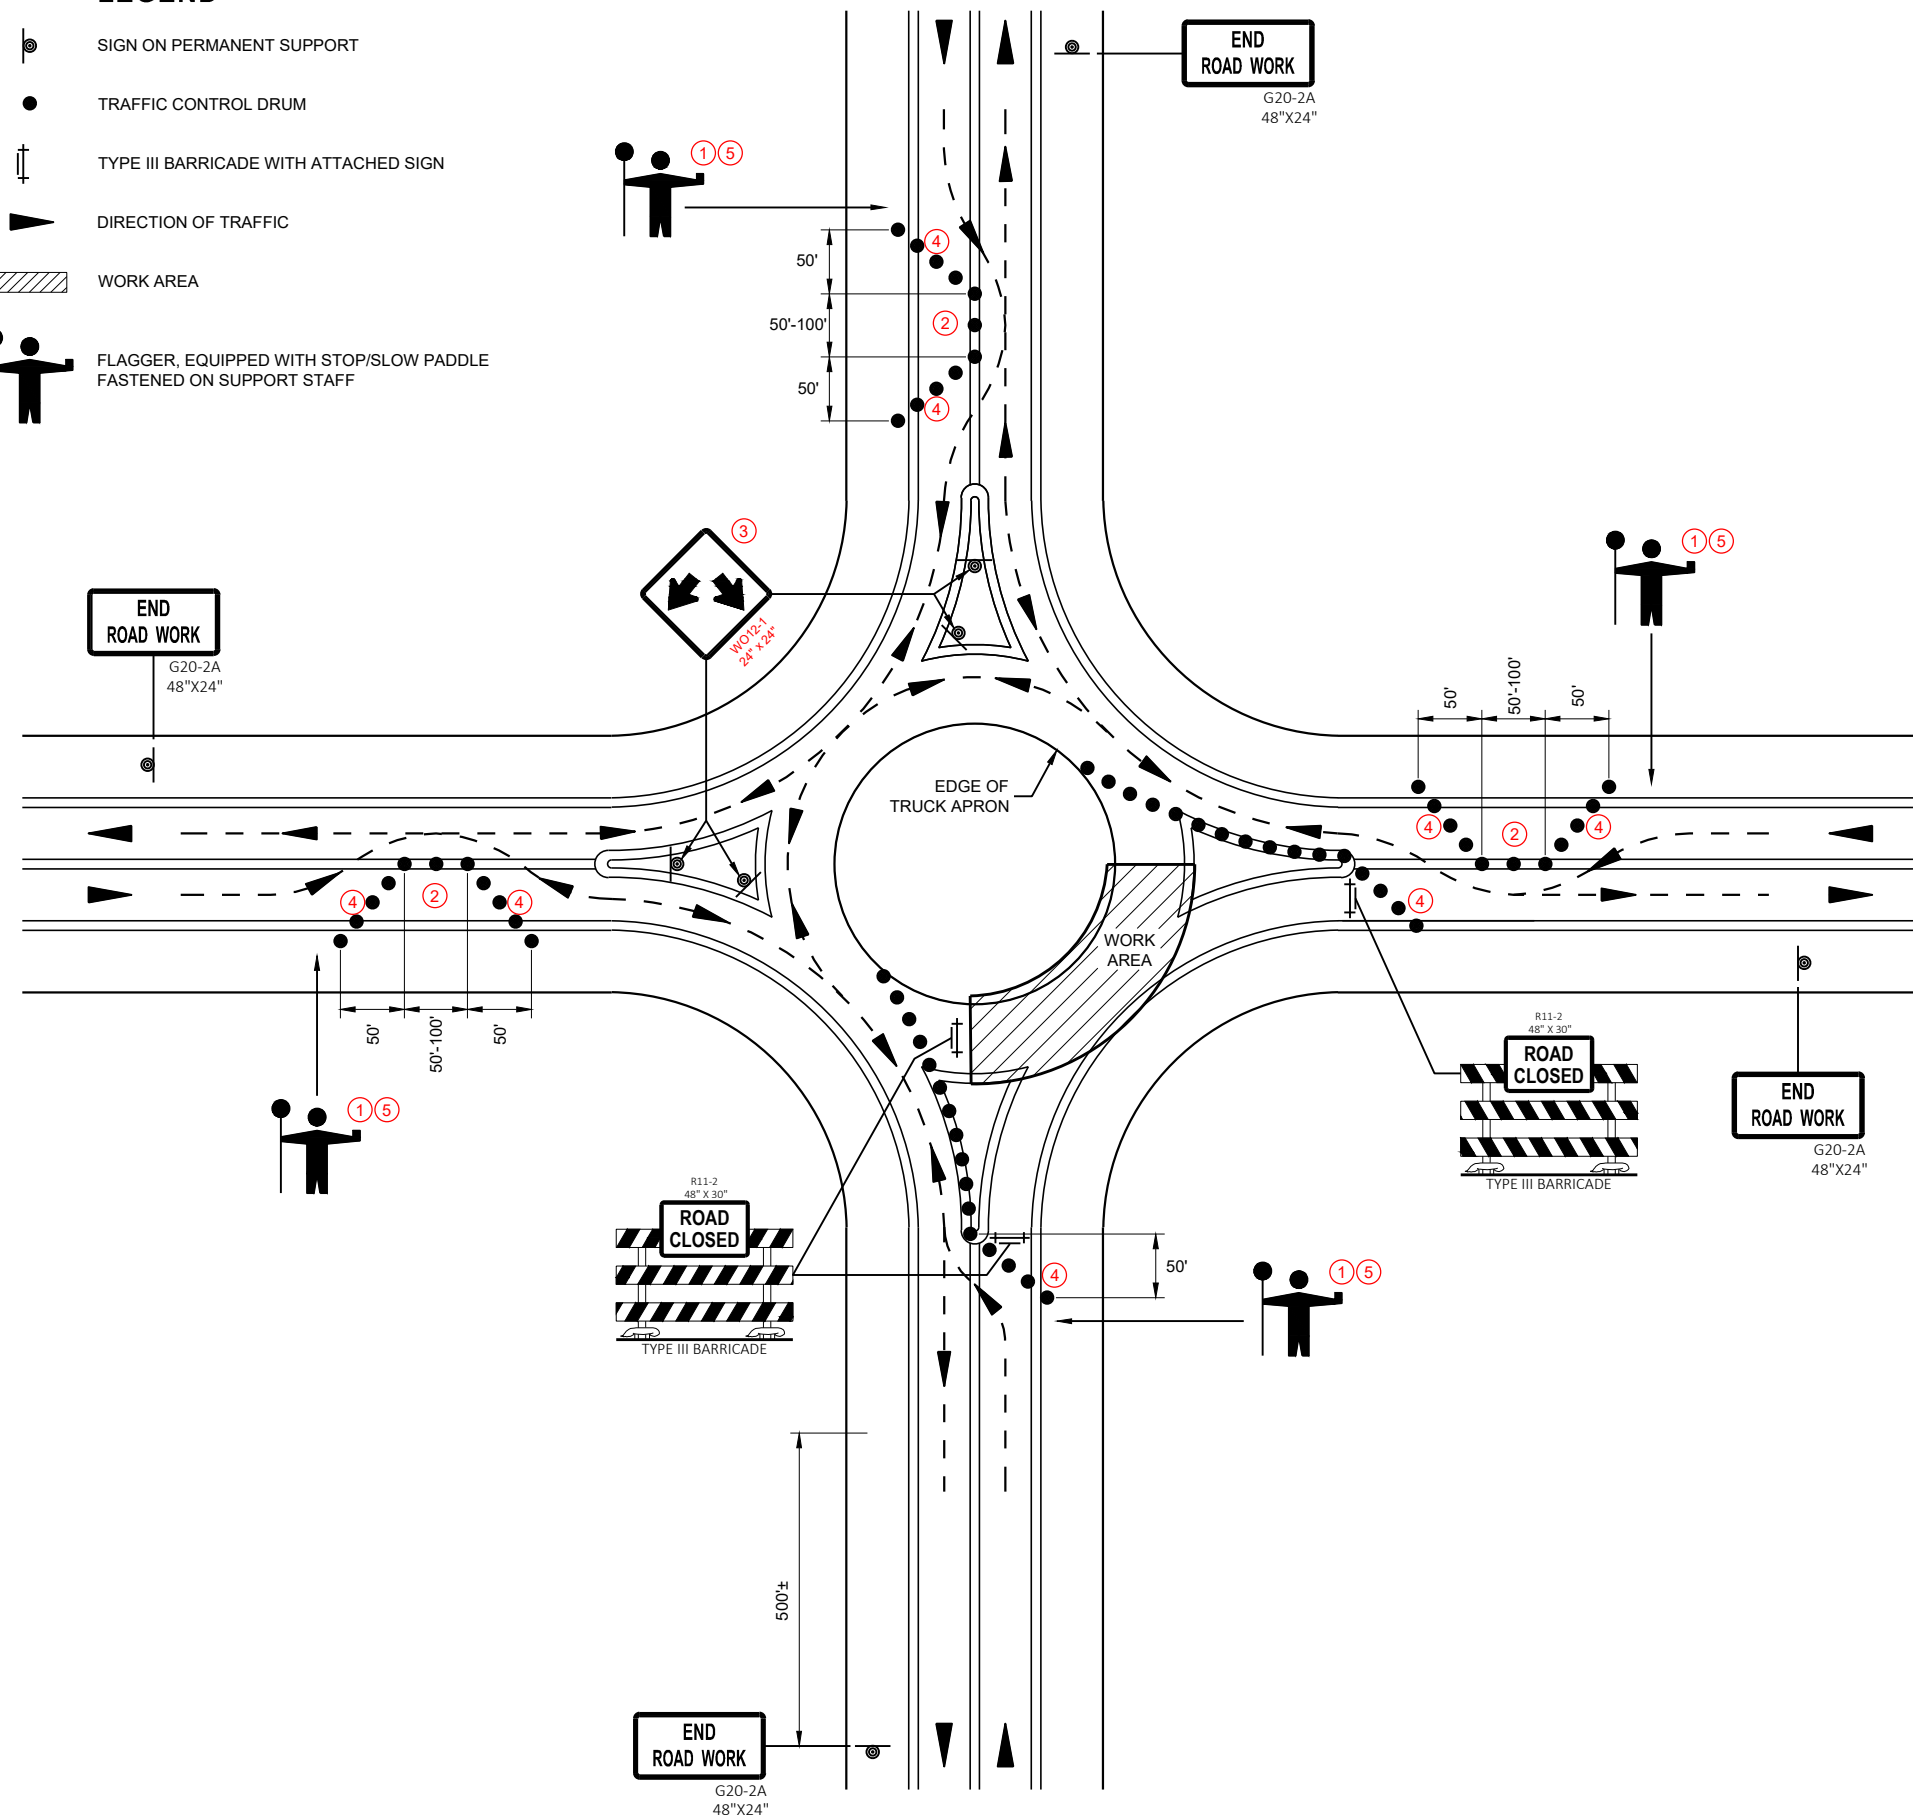 LEGEND
SIGN ON PERMANENT SUPPORT
TRAFFIC CONTROL DRUM
TYPE III BARRICADE WITH ATTACHED SIGN
DIRECTION OF TRAFFIC
WORK AREA
FLAGGER, EQUIPPED WITH STOP/SLOW PADDLE
FASTENED ON SUPPORT STAFF
END
ROAD WORK
G20-2A
48"X24"
1 5
4
50'
50'-100'
2
50'
4
3
WO12-1
24" x 24"
END
ROAD WORK
G20-2A
48"X24"
1 5
50'
50'-100'
50'
4
2
4
EDGE OF
TRUCK APRON
4
2
4
4
WORK
AREA
50'
50'-100'
50'
1 5
R11-2
48" X 30"
ROAD
CLOSED
TYPE III BARRICADE
END
ROAD WORK
G20-2A
48"X24"
R11-2
48" X 30"
ROAD
CLOSED
TYPE III BARRICADE
4
50'
1 5
500'±
END
ROAD WORK
G20-2A
48"X24"